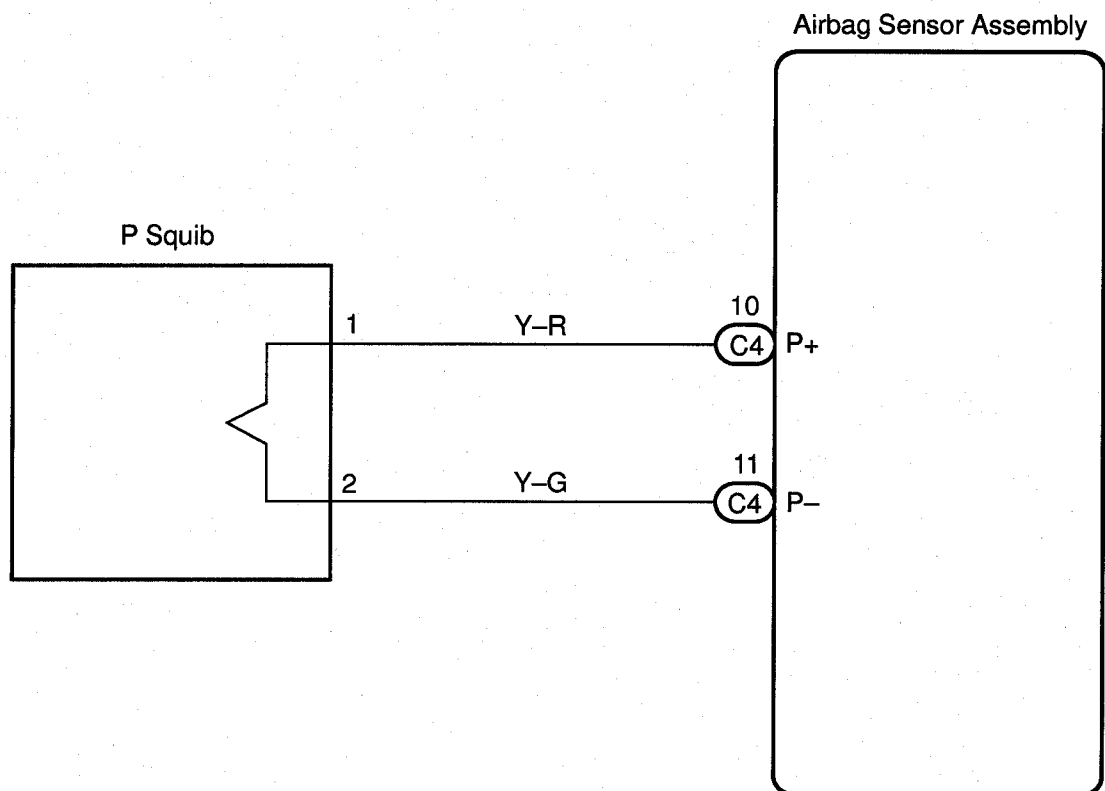 Airbag Sensor Assembly
P Squib
1
Y–R
10
C4
P+
2
Y–G
11
C4
P–